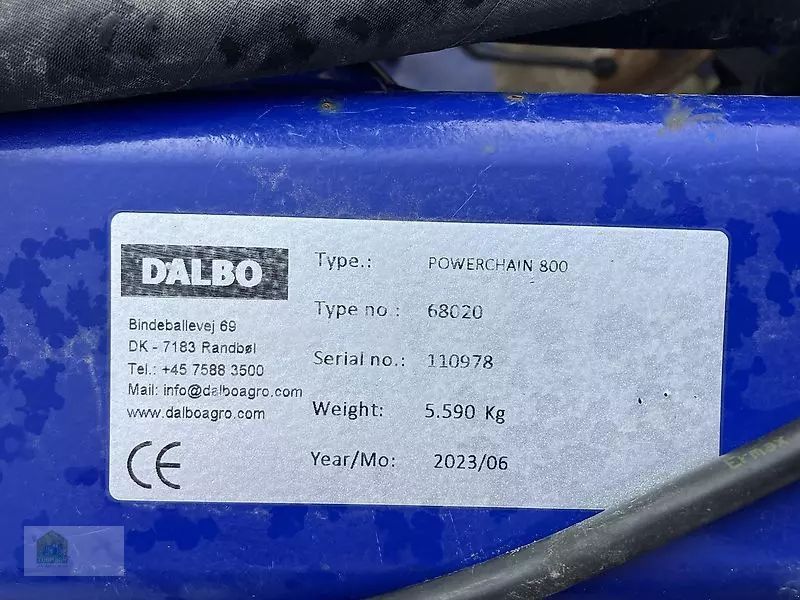 DALBO
Bindeballevej 69
DK - 7183 Randbøl
Tel.: +45 7588 3500
Mail: info@dalboagro.com
www.dalboagro.com
CE
Type.: POWERCHAIN 800
Type no.: 68020
Serial no.: 110978
Weight: 5.590 Kg
Year/Mo: 2023/06